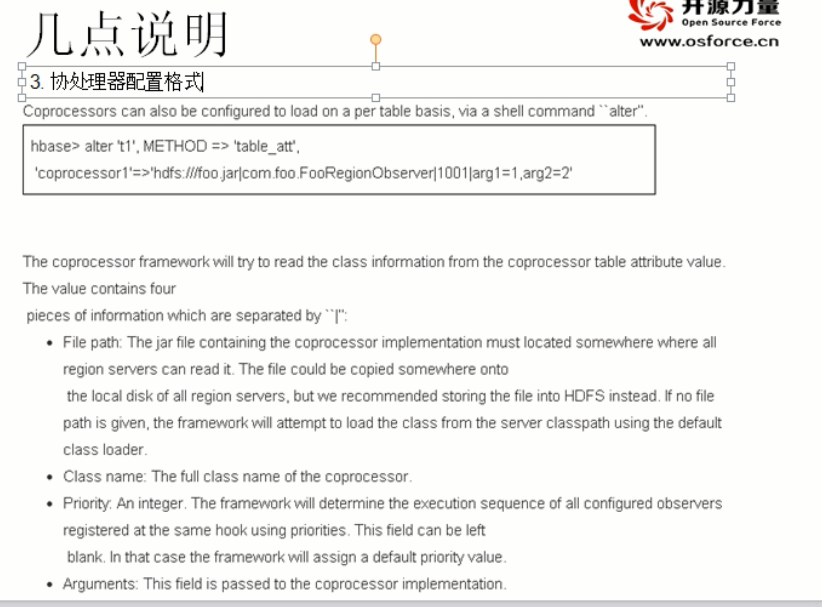 开源力量
Open Source Force
www.osforce.cn
几点说明
3. 协处理器配置格式
Coprocessors can also be configured to load on a per table basis, via a shell command ``alter''.
hbase> alter 't1', METHOD => 'table_att',
'coprocessor1'=>'hdfs:///foo.jar|com.foo.FooRegionObserver|1001|arg1=1,arg2=2'
The coprocessor framework will try to read the class information from the coprocessor table attribute value.
The value contains four
pieces of information which are separated by ``|'':
• File path: The jar file containing the coprocessor implementation must located somewhere where all
region servers can read it. The file could be copied somewhere onto
the local disk of all region servers, but we recommended storing the file into HDFS instead. If no file
path is given, the framework will attempt to load the class from the server classpath using the default
class loader.
• Class name: The full class name of the coprocessor.
• Priority: An integer. The framework will determine the execution sequence of all configured observers
registered at the same hook using priorities. This field can be left
blank. In that case the framework will assign a default priority value.
• Arguments: This field is passed to the coprocessor implementation.